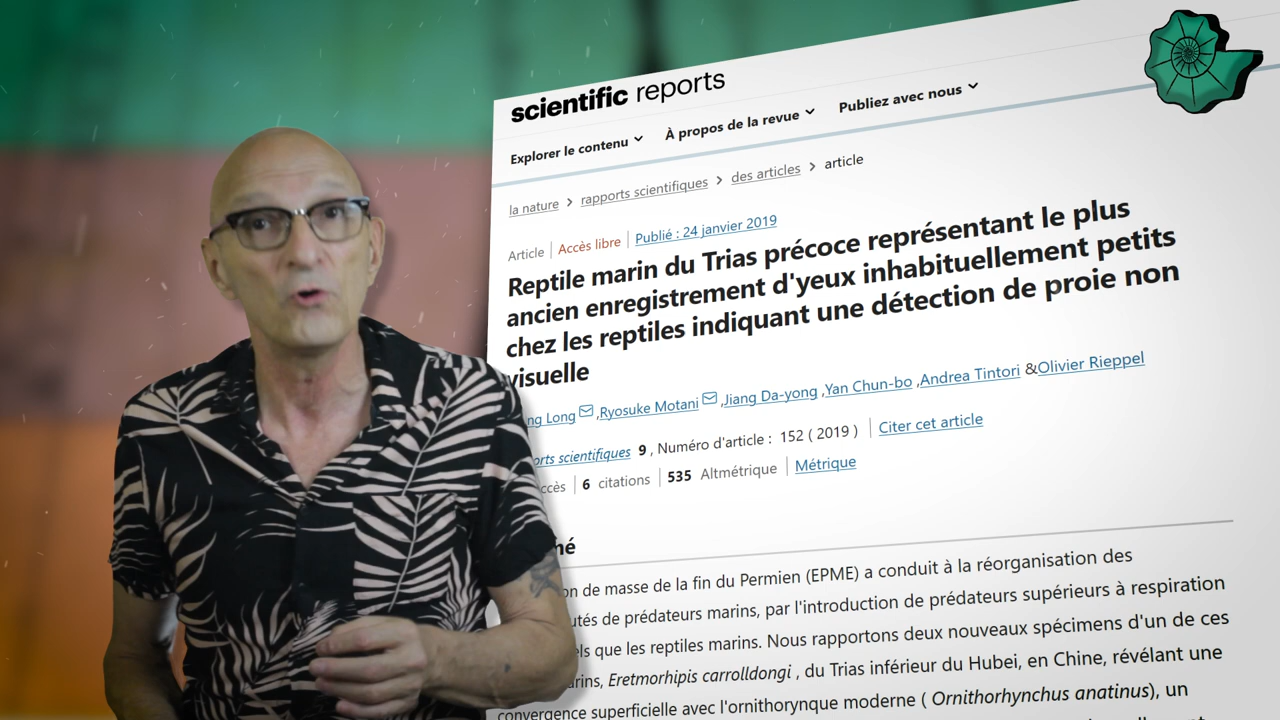 scientific reports
Explorer le contenu À propos de la revue Publiez avec nous
la nature > rapports scientifiques > des articles > article
Article | Accès libre | Publié : 24 janvier 2019
Reptile marin du Trias précoce représentant le plus
ancien enregistrement d'yeux inhabituellement petits
chez les reptiles indiquant une détection de proie non
visuelle
Long ,Ryosuke Motani ,Jiang Da-yong ,Yan Chun-bo ,Andrea Tintori &Olivier Rieppel
scientifiques 9 , Numéro d'article : 152 ( 2019 ) | Citer cet article
6 citations | 535 Altmétrique | Métrique
de masse de la fin du Permien (EPME) a conduit à la réorganisation des
de prédateurs marins, par l'introduction de prédateurs supérieurs à respiration
que les reptiles marins. Nous rapportons deux nouveaux spécimens d'un de ces
Eretmorhipis carrolldongi , du Trias inférieur du Hubei, en Chine, révélant une
convergence superficielle avec l'ornithorynque moderne ( Ornithorhynchus anatinus), un